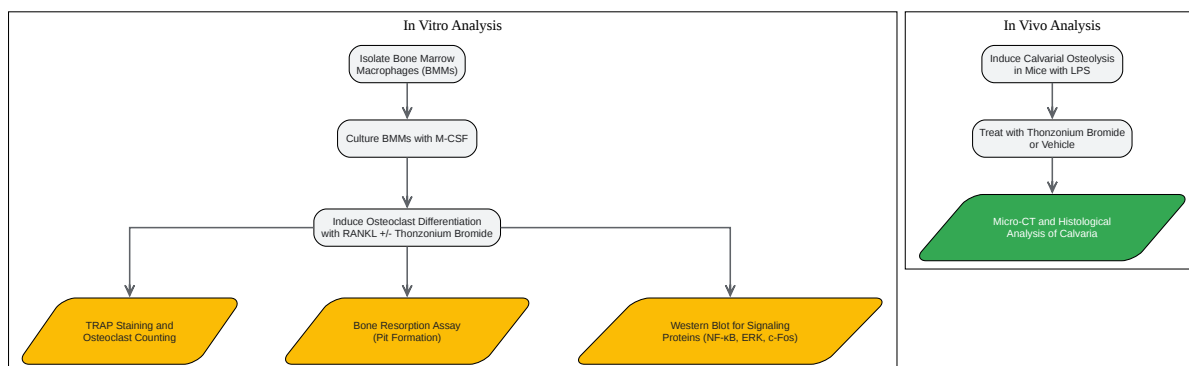 In Vitro Analysis
Isolate Bone Marrow
Macrophages (BMMs)
Culture BMMs with M-CSF
Induce Osteoclast Differentiation
with RANKL +/- Thonzonium Bromide
TRAP Staining and
Osteoclast Counting
Bone Resorption Assay
(Pit Formation)
Western Blot for Signaling
Proteins (NF-κB, ERK, c-Fos)
In Vivo Analysis
Induce Calvarial Osteolysis
in Mice with LPS
Treat with Thonzonium Bromide
or Vehicle
Micro-CT and Histological
Analysis of Calvaria